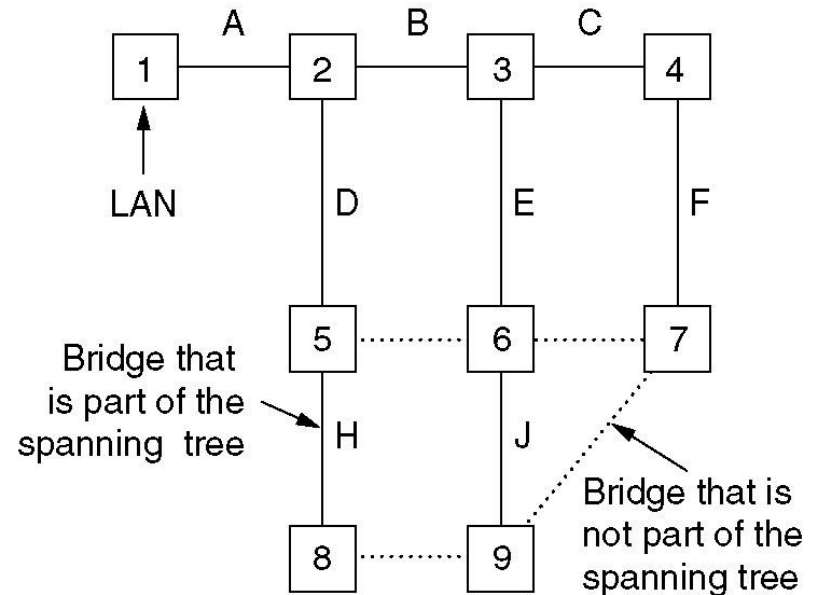 A B C
1 2 3 4
LAN D E F
5 6 7
Bridge that
is part of the
spanning tree
H J
Bridge that is
not part of the
spanning tree
8 9